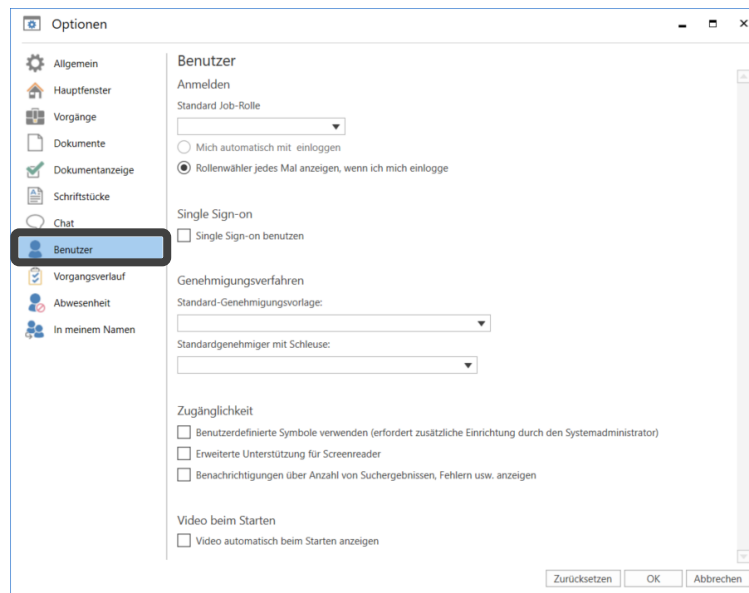 Optionen
Allgemein
Hauptfenster
Vorgänge
Dokumente
Dokumentanzeige
Schriftstücke
Chat
Benutzer
Vorgangsverlauf
Abwesenheit
In meinem Namen
Benutzer
Anmelden
Standard Job-Rolle
Mich automatisch mit einloggen
Rollenwähler jedes Mal anzeigen, wenn ich mich einlogge
Single Sign-on
Single Sign-on benutzen
Genehmigungsverfahren
Standard-Genehmigungsvorlage:
Standardgenehmiger mit Schleuse:
Zugänglichkeit
Benutzerdefinierte Symbole verwenden (erfordert zusätzliche Einrichtung durch den Systemadministrator)
Erweiterte Unterstützung für Screenreader
Benachrichtigungen über Anzahl von Suchergebnissen, Fehlern usw. anzeigen
Video beim Starten
Video automatisch beim Starten anzeigen
Zurücksetzen OK Abbrechen